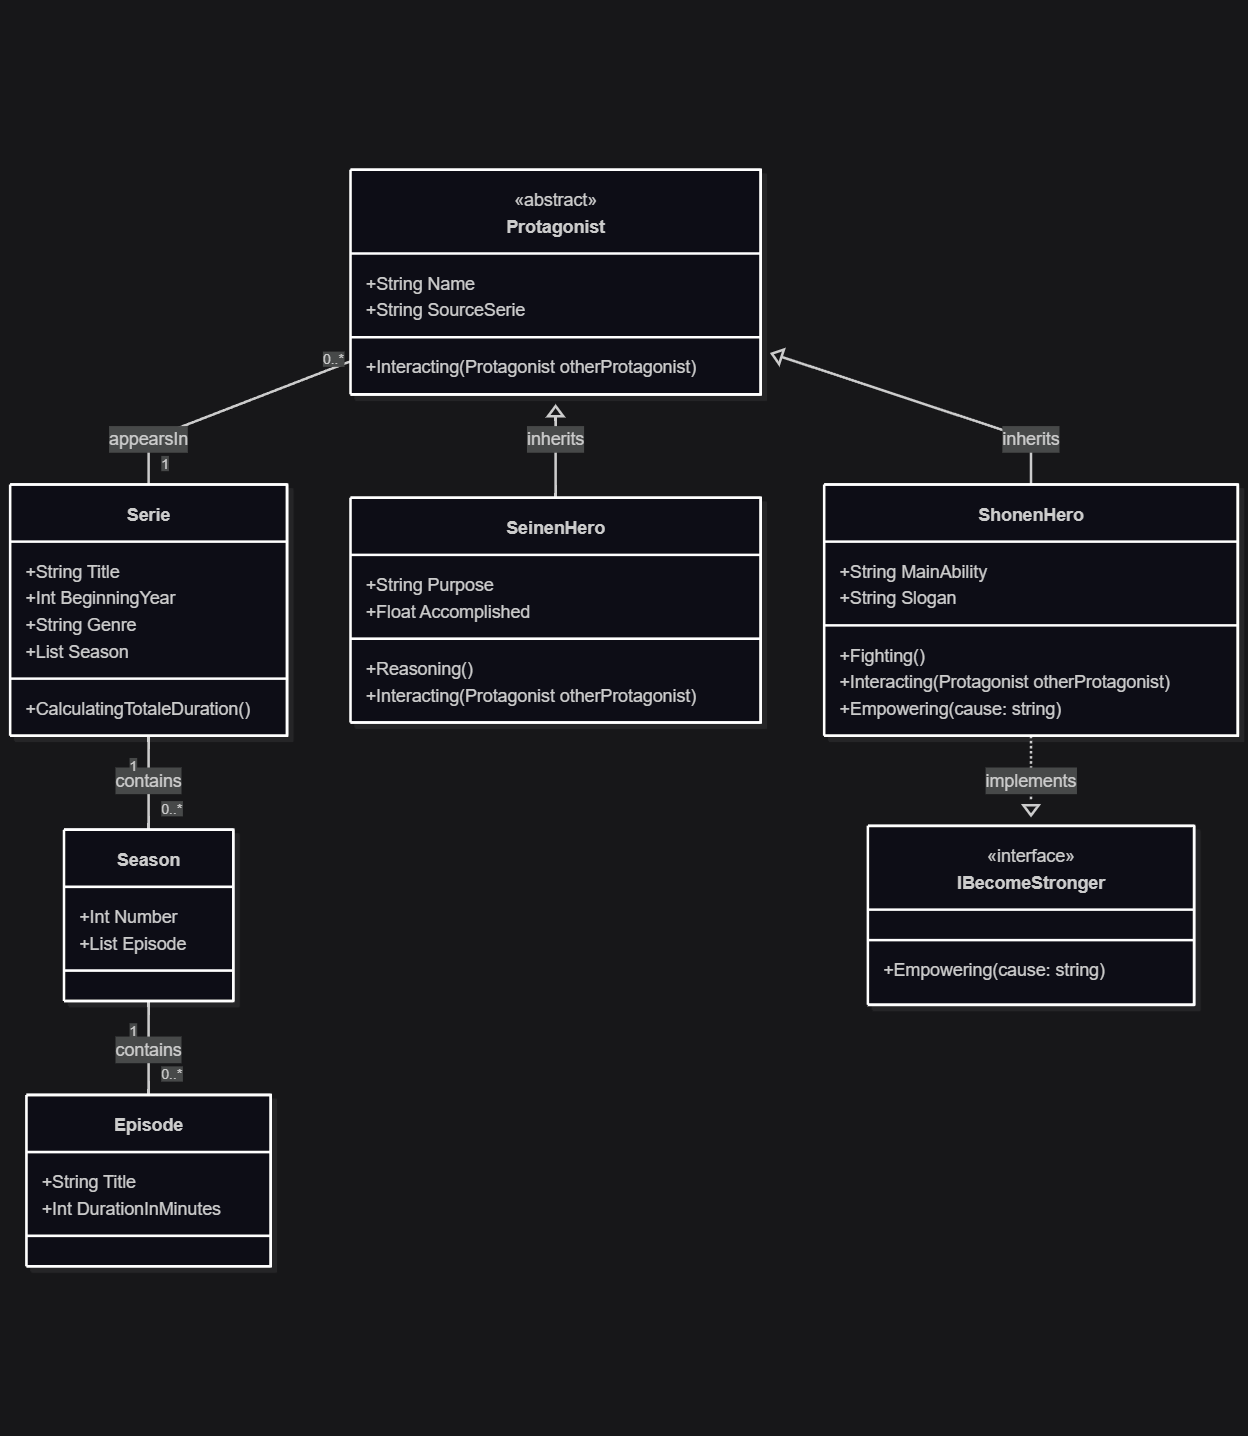 «abstract»
Protagonist
+String Name
+String SourceSerie
+Interacting(Protagonist otherProtagonist)
0..*
appearsIn
1
inherits
inherits
Serie
+String Title
+Int BeginningYear
+String Genre
+List Season
+CalculatingTotaleDuration()
SeinenHero
+String Purpose
+Float Accomplished
+Reasoning()
+Interacting(Protagonist otherProtagonist)
ShonenHero
+String MainAbility
+String Slogan
+Fighting()
+Interacting(Protagonist otherProtagonist)
+Empowering(cause: string)
1
contains
0..*
implements
Season
+Int Number
+List Episode
«interface»
IBecomeStronger
+Empowering(cause: string)
1
contains
0..*
Episode
+String Title
+Int DurationInMinutes